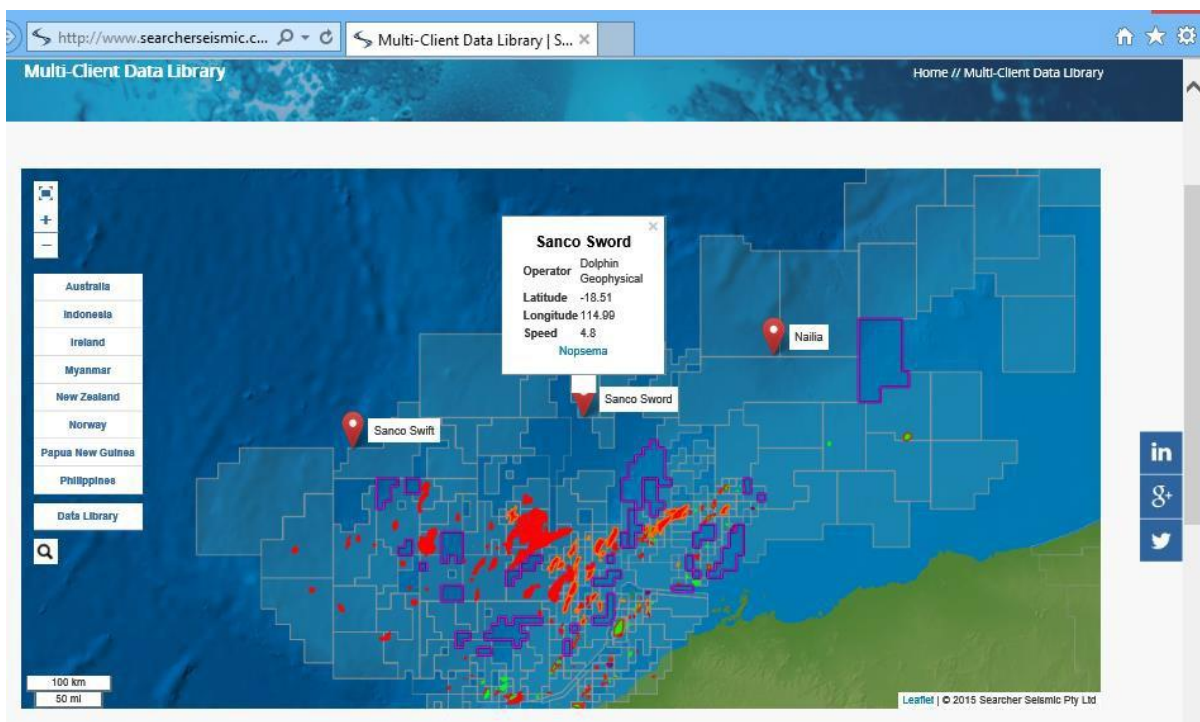 http://www.searcherseismic.c...
Multi-Client Data Library | S...
Multi-Client Data Library
Home // Multi-Client Data Library
+
−
Australia
Indonesia
Ireland
Myanmar
New Zealand
Norway
Papua New Guinea
Philippines
Data Library
Sanco Sword
Operator Dolphin Geophysical
Latitude -18.51
Longitude 114.99
Speed 4.8
Nopsema
Nailia
Sanco Sword
Sanco Swift
in
g+
100 km
50 mi
Leaflet | © 2015 Searcher Seismic Pty Ltd